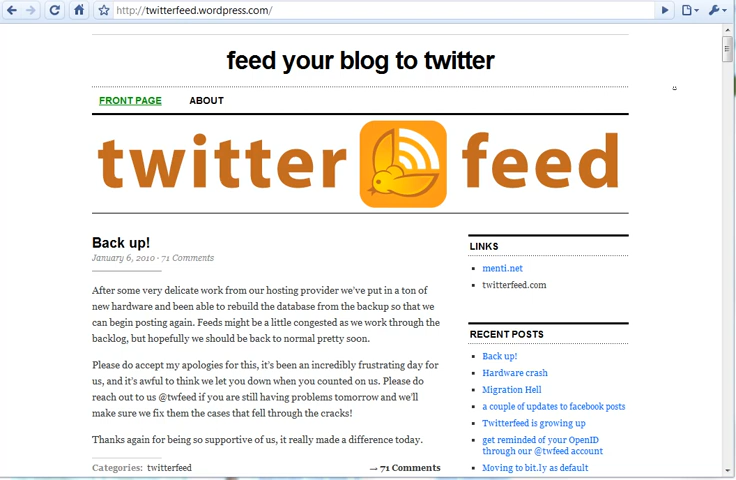 http://twitterfeed.wordpress.com/
feed your blog to twitter
FRONT PAGE
ABOUT
twitter feed
Back up!
January 6, 2010 · 71 Comments
After some very delicate work from our hosting provider we've put in a ton of
new hardware and been able to rebuild the database from the backup so that we
can begin posting again. Feeds might be a little congested as we work through the
backlog, but hopefully we should be back to normal pretty soon.
Please do accept my apologies for this, it's been an incredibly frustrating day for
us, and it's awful to think we let you down when you counted on us. Please do
reach out to us @twfeed if you are still having problems tomorrow and we'll
make sure we fix them the cases that fell through the cracks!
Thanks again for being so supportive of us, it really made a difference today.
Categories: twitterfeed
→ 71 Comments
LINKS
menti.net
twitterfeed.com
RECENT POSTS
Back up!
Hardware crash
Migration Hell
a couple of updates to facebook posts
Twitterfeed is growing up
get reminded of your OpenID
through our @twfeed account
Moving to bit.ly as default